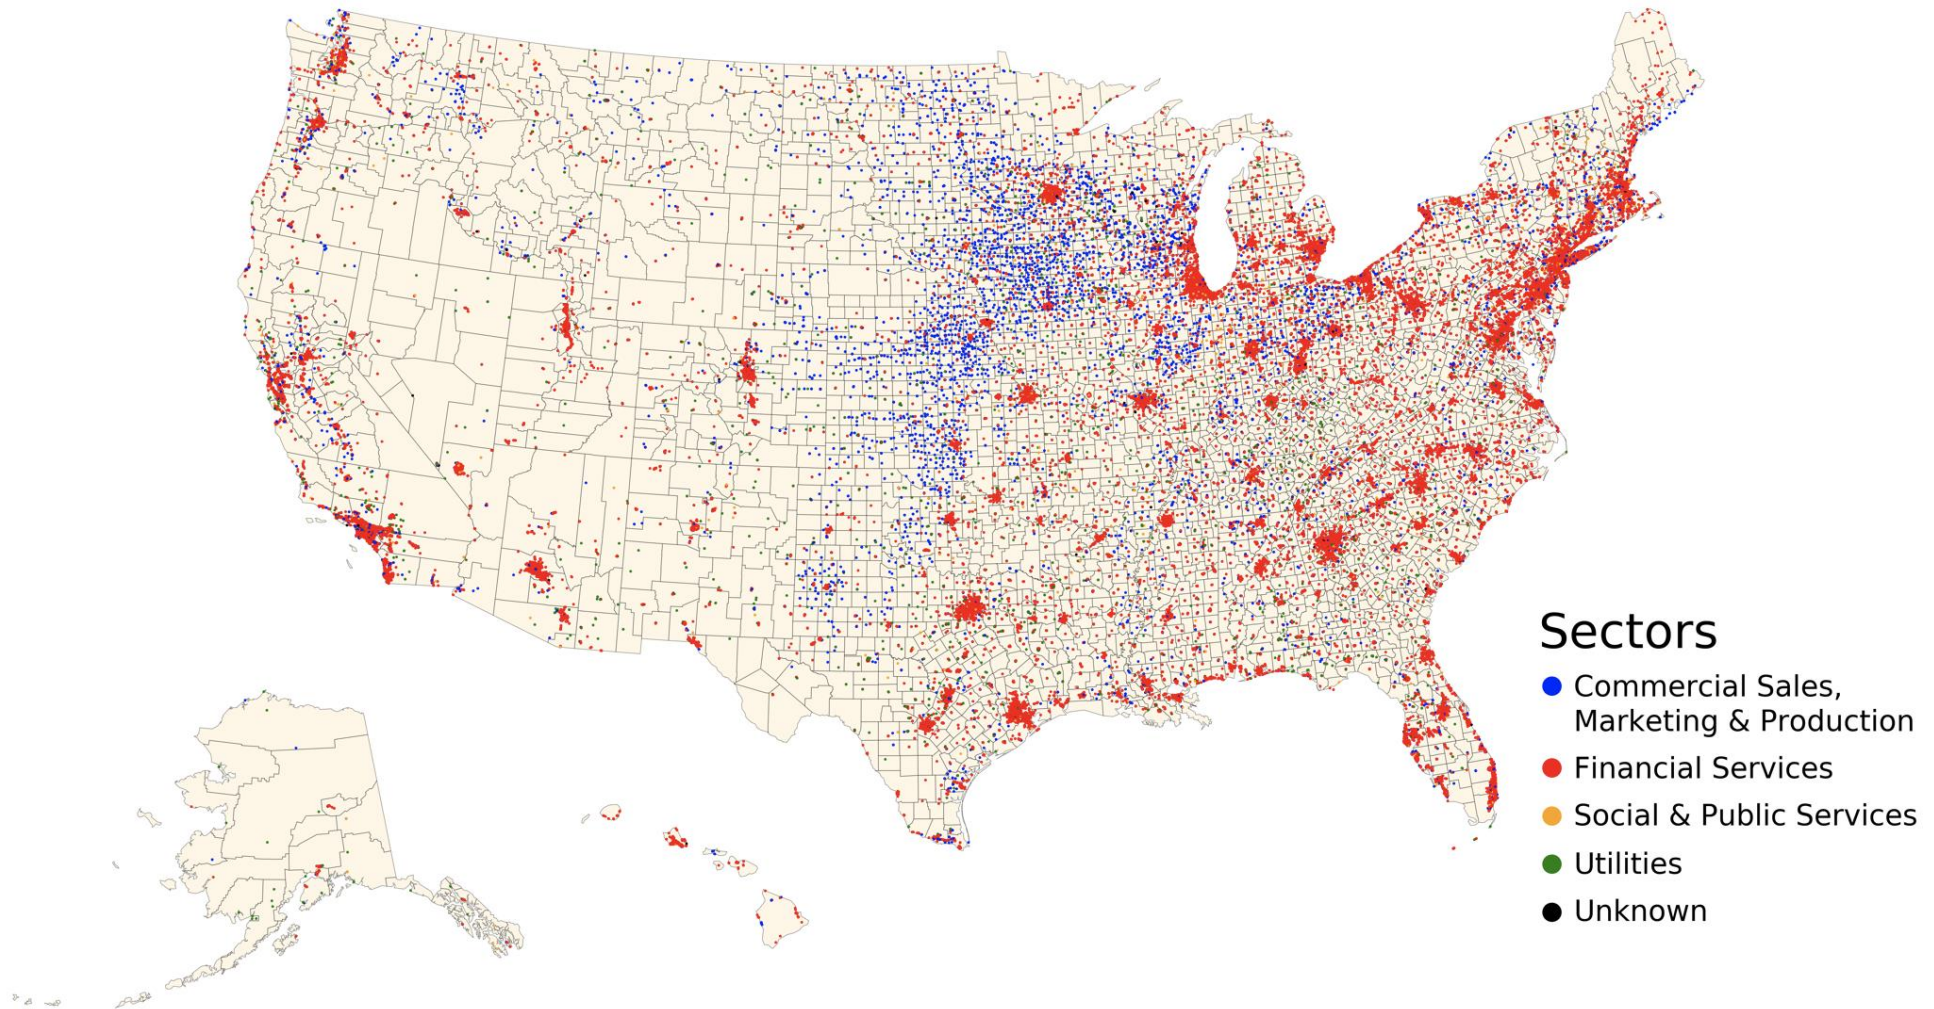 Sectors
Commercial Sales,
Marketing & Production
Financial Services
Social & Public Services
Utilities
Unknown